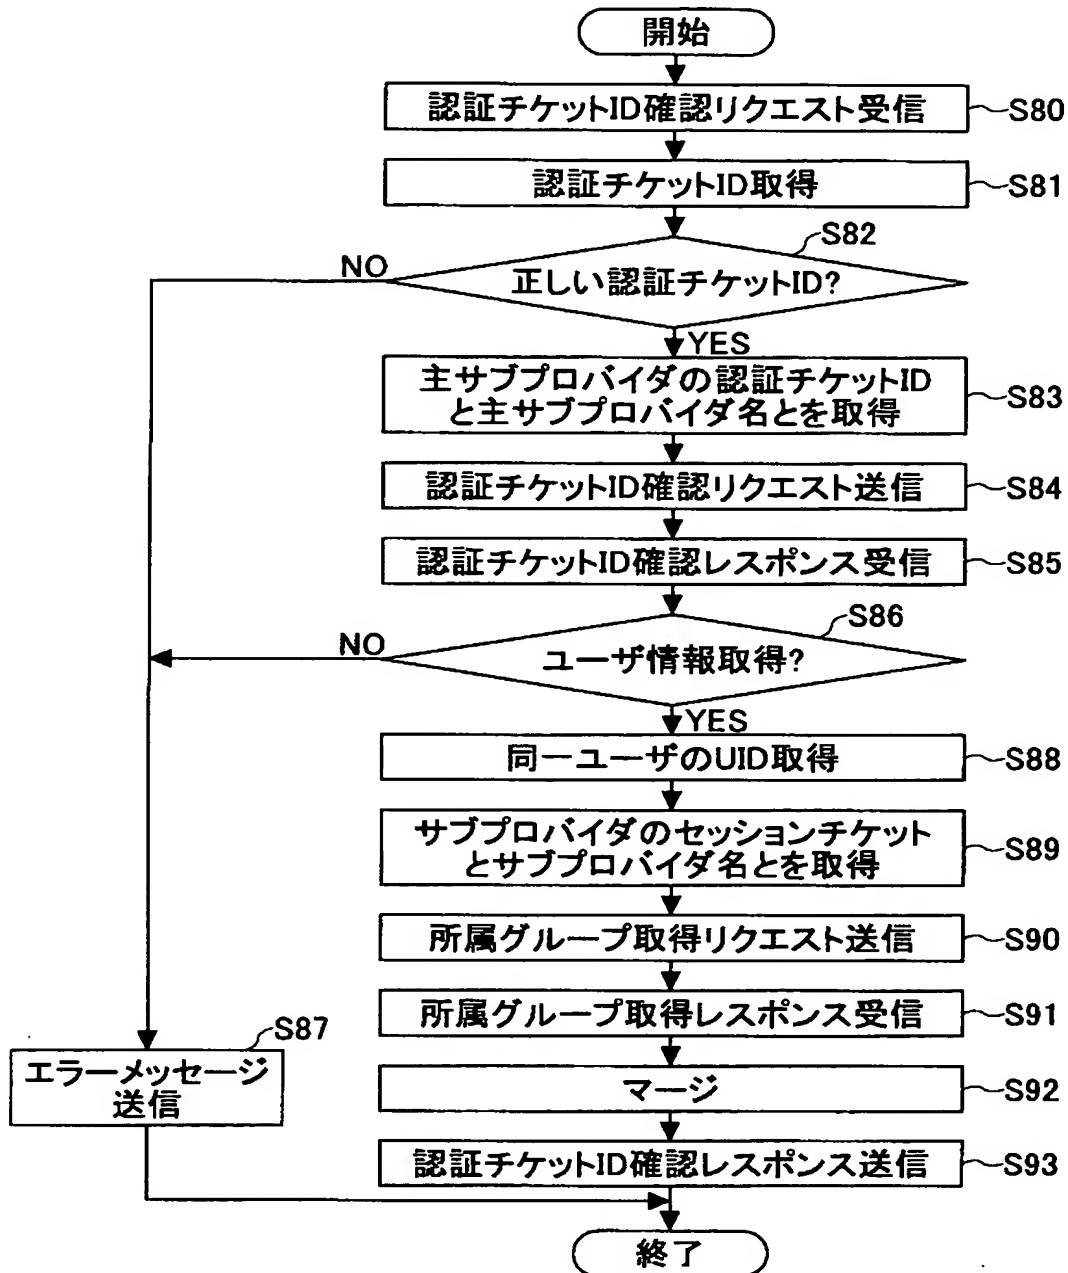 開始
認証チケットID確認リクエスト受信
S80
認証チケットID取得
S81
S82
正しい認証チケットID?
NO
YES
主サブプロバイダの認証チケットID
と主サブプロバイダ名とを取得
S83
認証チケットID確認リクエスト送信
S84
認証チケットID確認レスポンス受信
S85
S86
ユーザ情報取得?
NO
YES
同一ユーザのUID取得
S88
サブプロバイダのセッションチケット
とサブプロバイダ名とを取得
S89
所属グループ取得リクエスト送信
S90
所属グループ取得レスポンス受信
S91
S87
エラーメッセージ
送信
マージ
S92
認証チケットID確認レスポンス送信
S93
終了